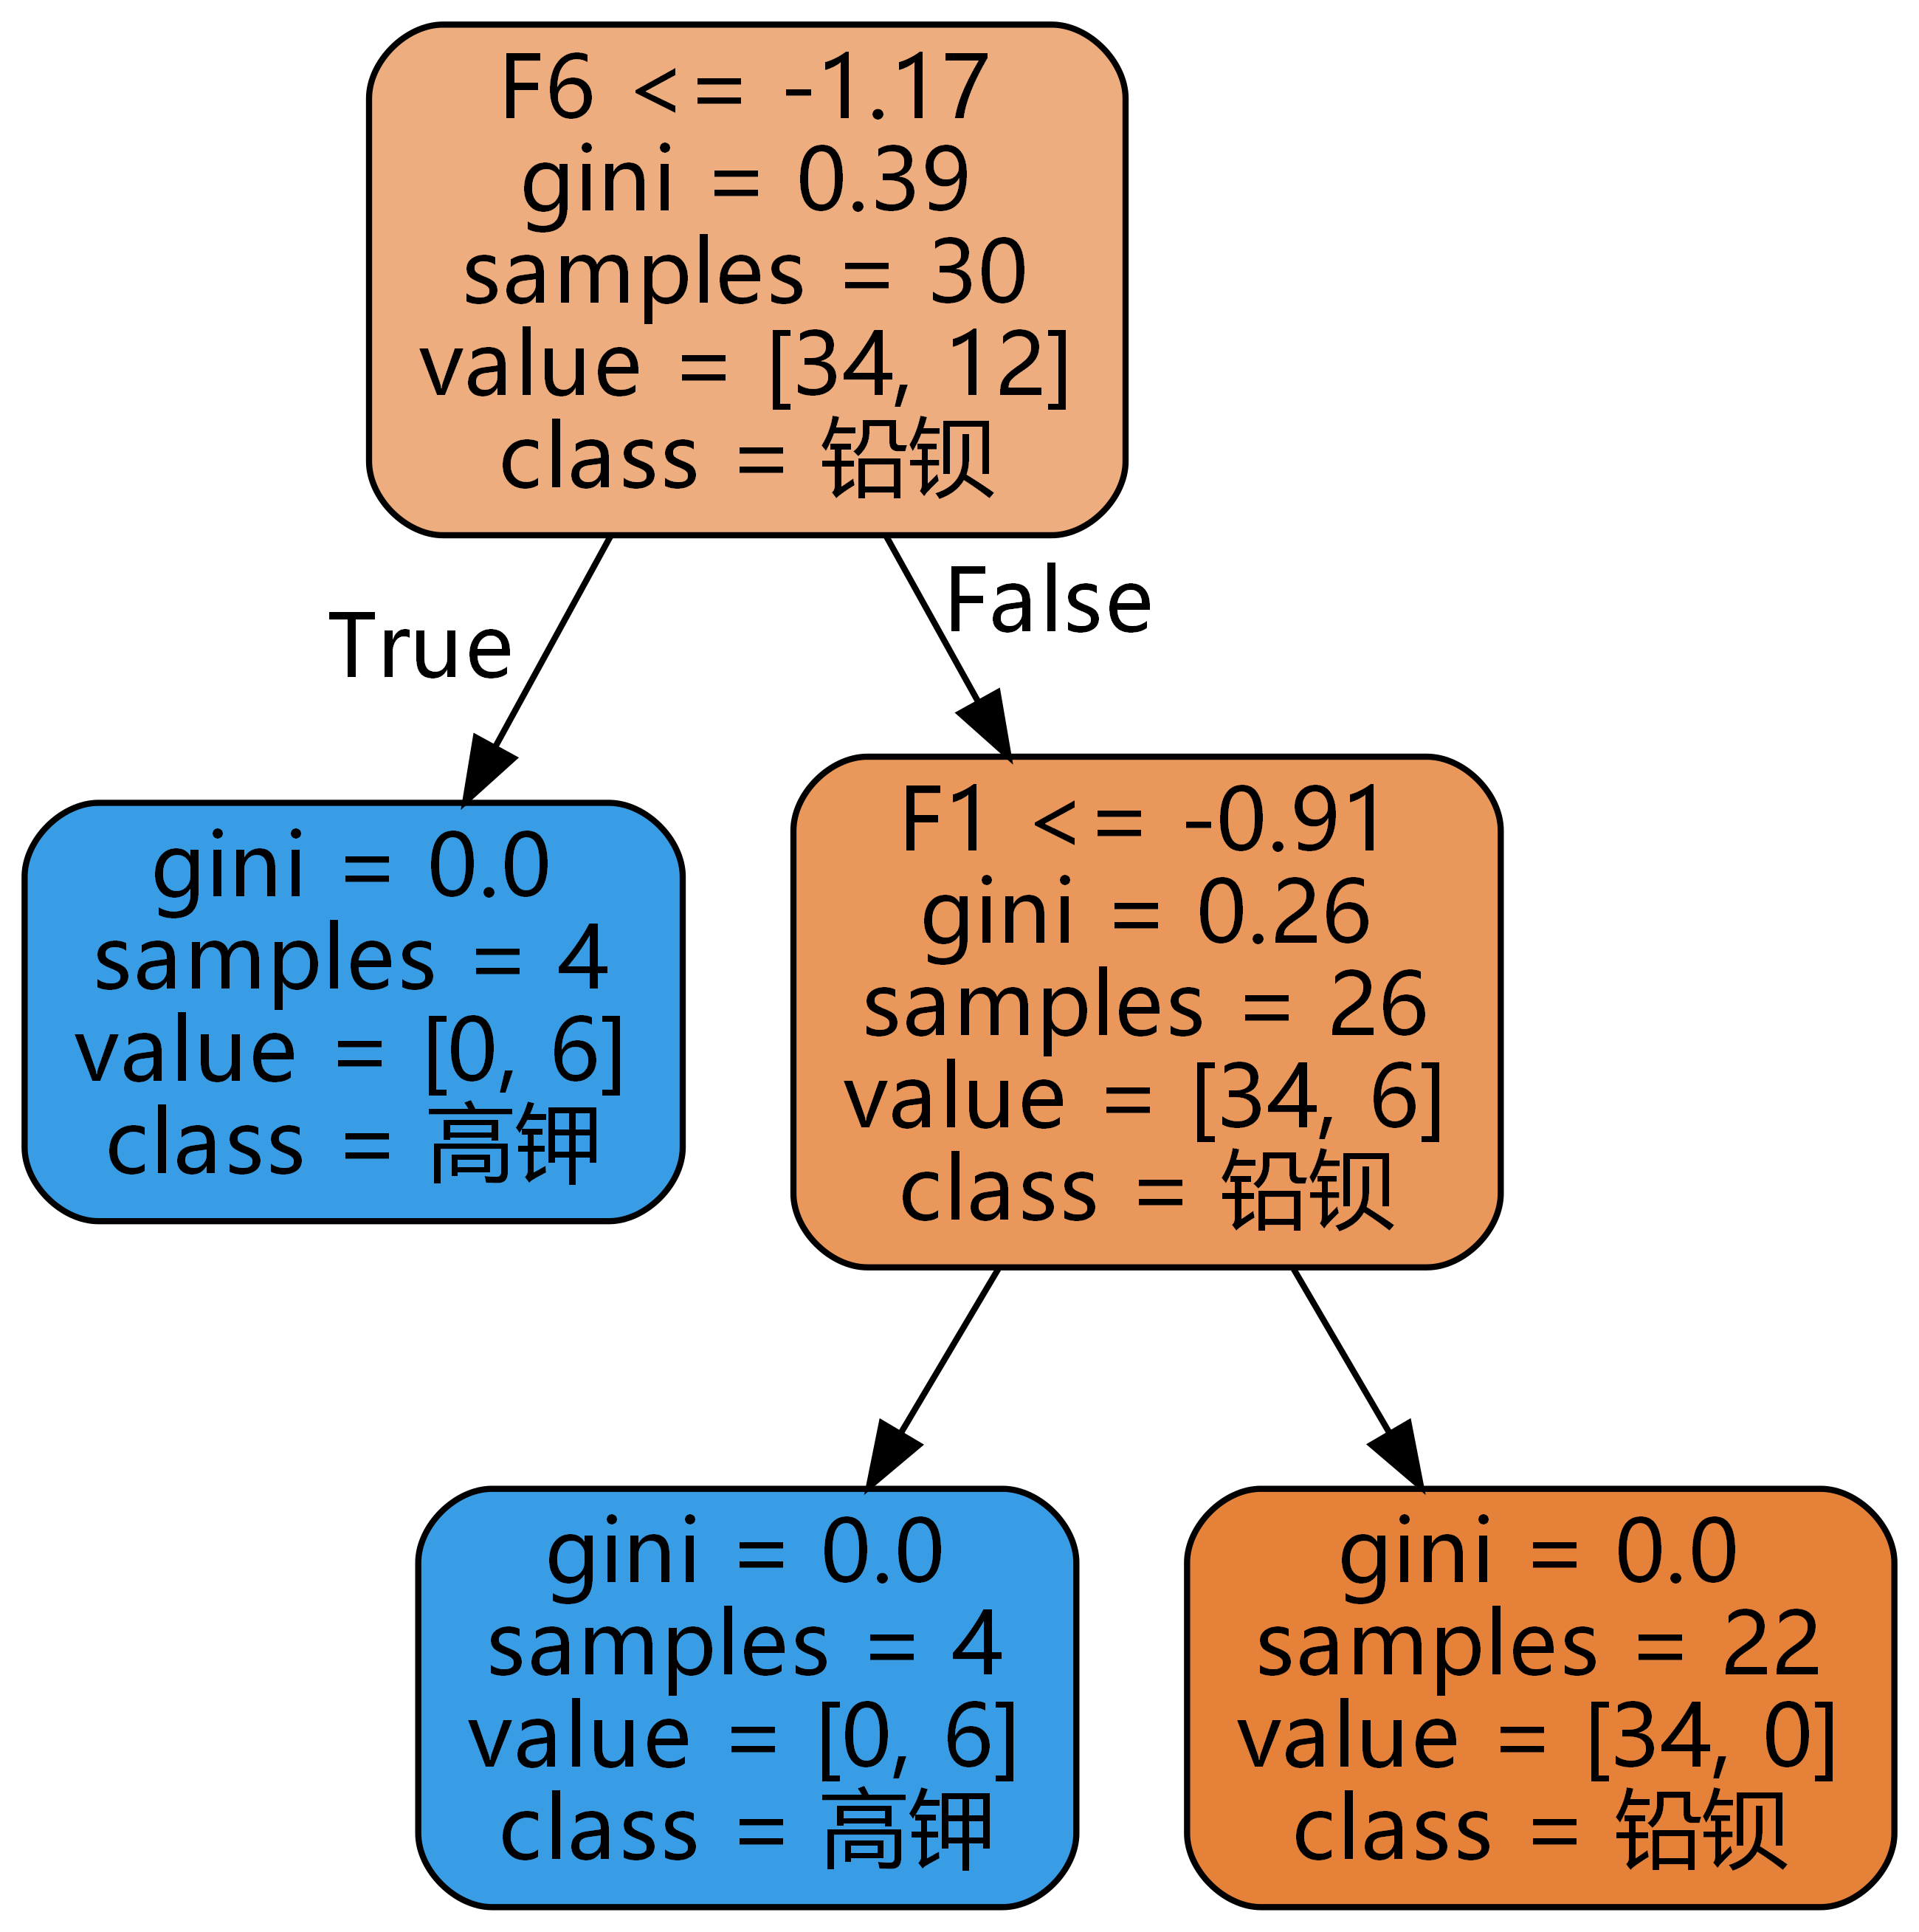 F6 <= -1.17
gini = 0.39
samples = 30
value = [34, 12]
class = 铅钡
True
False
gini = 0.0
samples = 4
value = [0, 6]
class = 高钾
F1 <= -0.91
gini = 0.26
samples = 26
value = [34, 6]
class = 铅钡
gini = 0.0
samples = 4
value = [0, 6]
class = 高钾
gini = 0.0
samples = 22
value = [34, 0]
class = 铅钡